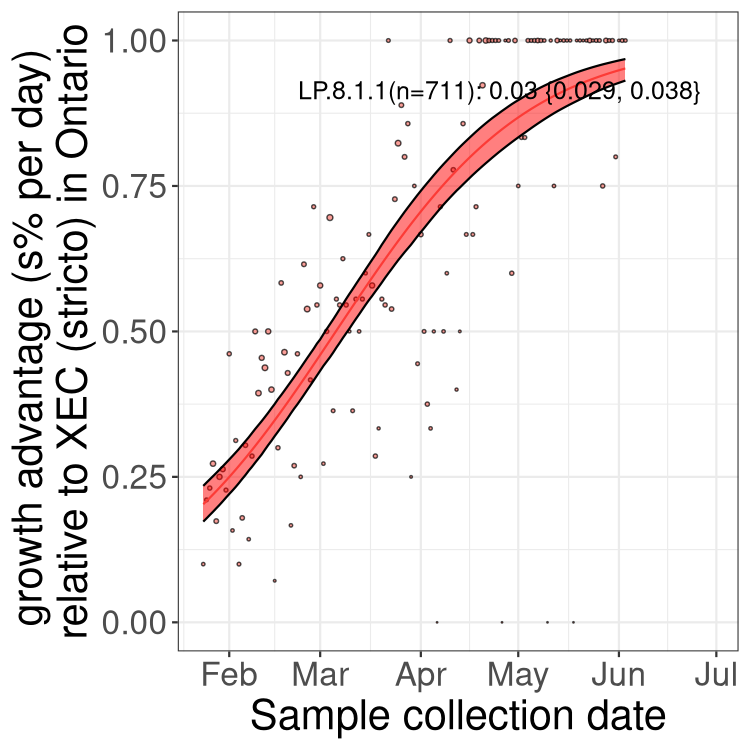 growth advantage (s% per day)
relative to XEC (stricto) in Ontario
1.00
0.75
0.50
0.25
0.00
LP.8.1.1(n=711): 0.03 {0.029, 0.038}
Feb Mar Apr May Jun Jul
Sample collection date